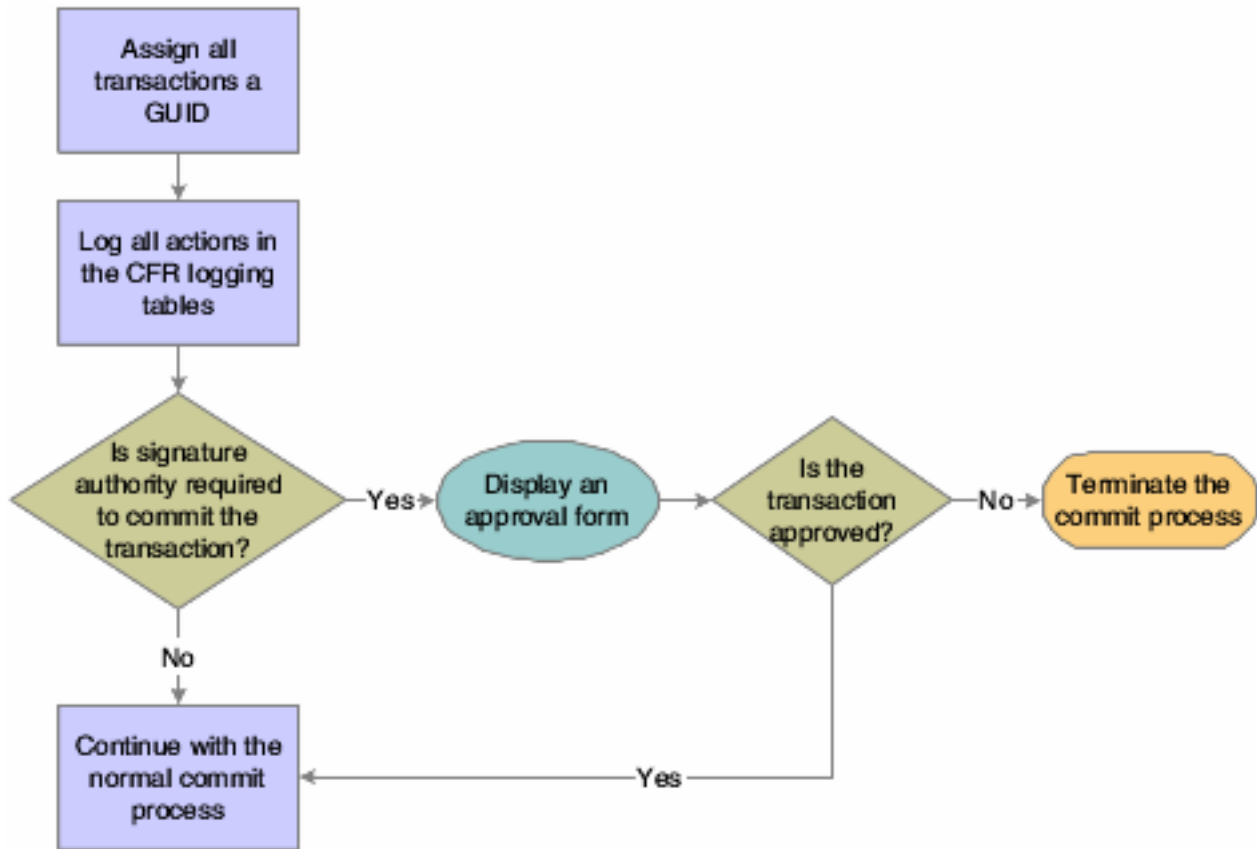 Assign all
transactions a
GUID
Log all actions in
the CFR logging
tables
Is signature
authority required
to commit the
transaction?
Yes
Display an
approval form
Is the
transaction
approved?
No
Terminate the
commit process
No
Continue with the
normal commit
process
Yes